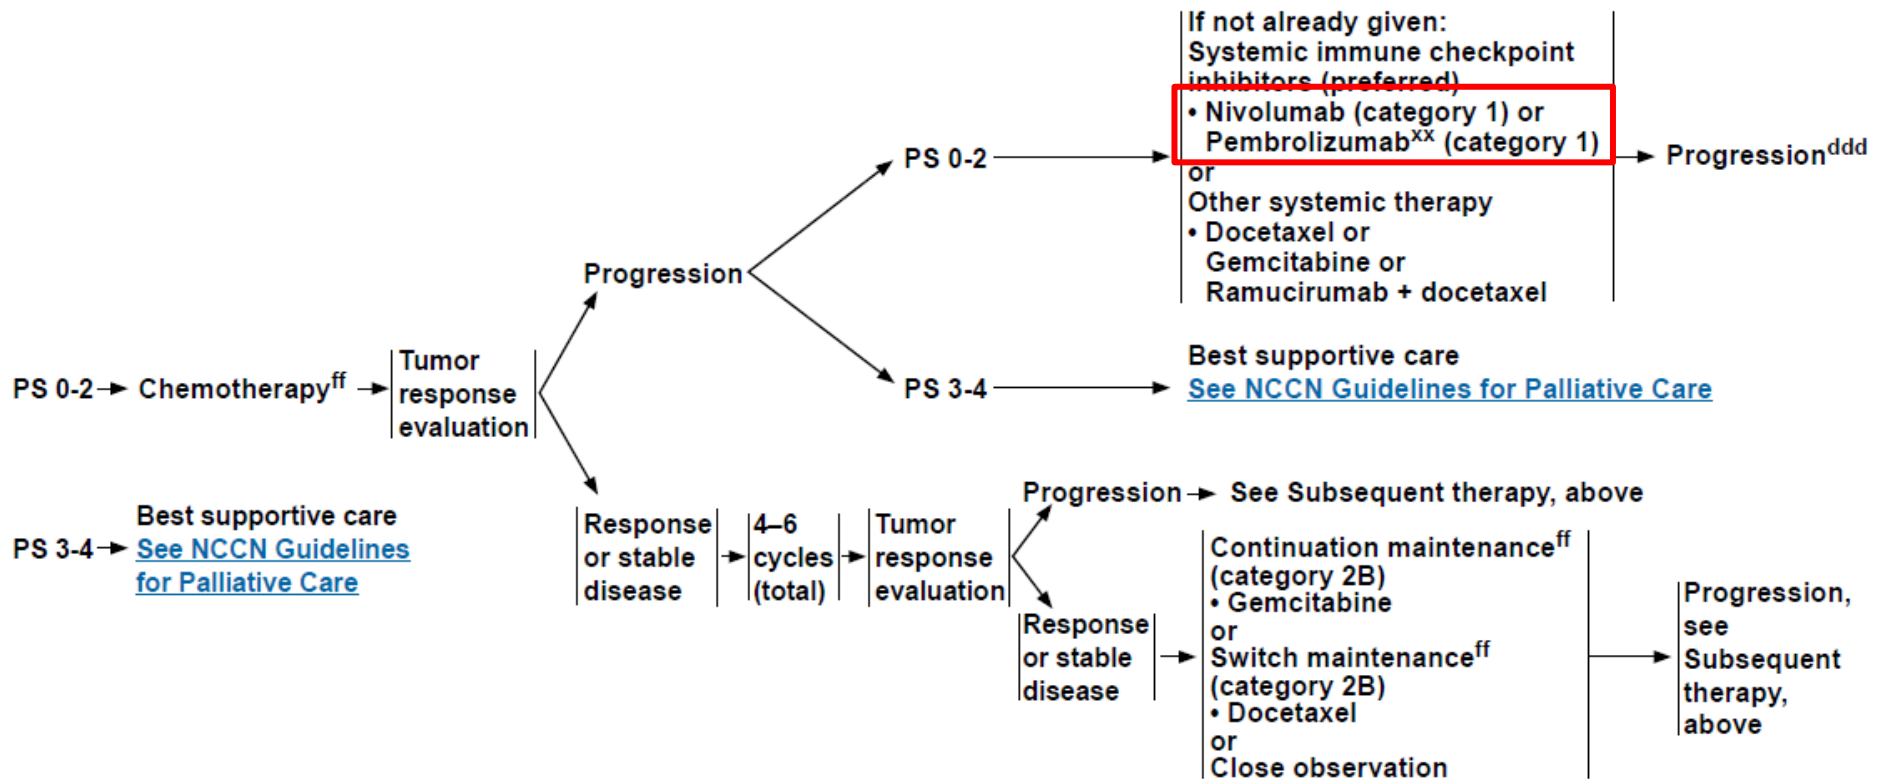 If not already given:
Systemic immune checkpoint
inhibitors (preferred)
• Nivolumab (category 1) or
Pembrolizumabxx (category 1)
or
Other systemic therapy
• Docetaxel or
Gemcitabine or
Ramucirumab + docetaxel
PS 0-2
Progressionddd
Progression
PS 3-4
Best supportive care
See NCCN Guidelines for Palliative Care
PS 0-2
Chemotherapyff
Tumor
response
evaluation
PS 3-4
Best supportive care
See NCCN Guidelines
for Palliative Care
Response
or stable
disease
4–6
cycles
(total)
Tumor
response
evaluation
Progression
See Subsequent therapy, above
Response
or stable
disease
Continuation maintenanceff
(category 2B)
• Gemcitabine
or
Switch maintenanceff
(category 2B)
• Docetaxel
or
Close observation
Progression,
see
Subsequent
therapy,
above